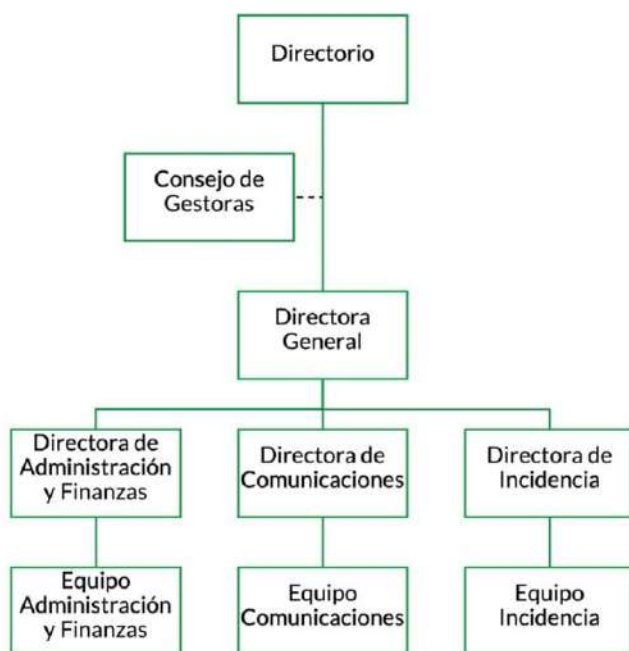 Directorio
Consejo de
Gestoras
Directora
General
Directora de
Administración
y Finanzas
Directora de
Comunicaciones
Directora de
Incidencia
Equipo
Administración
y Finanzas
Equipo
Comunicaciones
Equipo
Incidencia